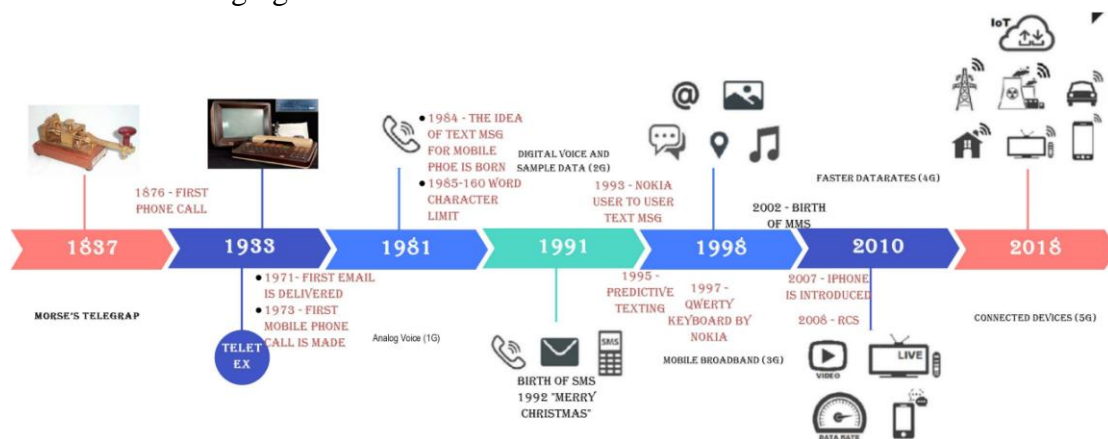 IoT
1876 - FIRST
PHONE CALL
● 1984 - THE IDEA
OF TEXT MSG
FOR MOBILE
PHOE IS BORN
● 1985-160 WORD
CHARACTER
LIMIT
DIGITAL VOICE AND
SAMPLE DATA (2G)
1993 - NOKIA
USER TO USER
TEXT MSG
@
2002 - BIRTH
OF MMS
FASTER DATARATES (4G)
1837
1933
1981
1991
1998
2010
2018
MORSE'S TELEGRAP
● 1971- FIRST EMAIL
IS DELIVERED
● 1973 - FIRST
MOBILE PHONE
CALL IS MADE
TELET
EX
Analog Voice (1G)
SMS
BIRTH OF SMS
1992 "MERRY
CHRISTMAS"
1995 -
PREDICTIVE
TEXTING
1997 -
QWERTY
KEYBOARD BY
NOKIA
MOBILE BROADBAND (3G)
2007 - IPHONE
IS INTRODUCED
2008 - RCS
VIDEO
LIVE
DATA RATE
CONNECTED DEVICES (5G)